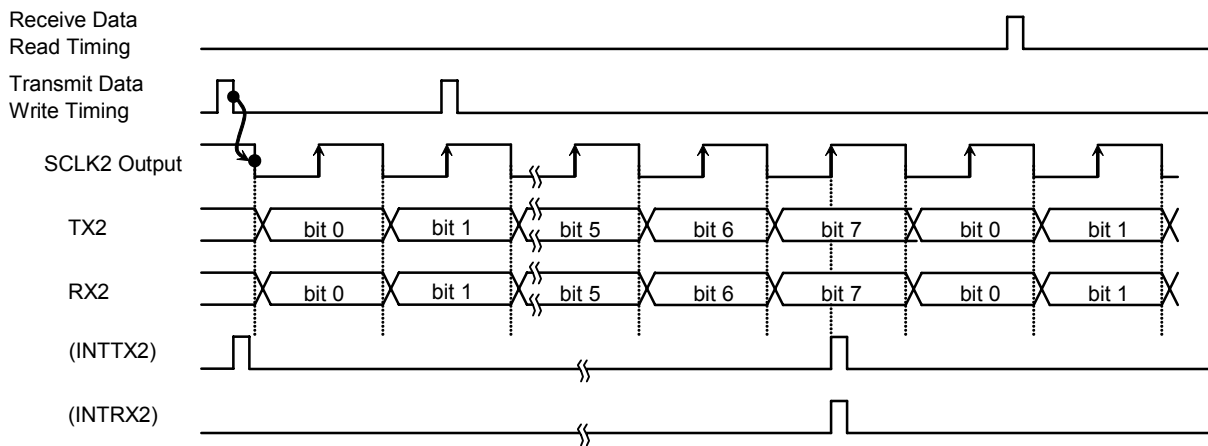 Receive Data
Read Timing
Transmit Data
Write Timing
SCLK2 Output
TX2
bit 0 bit 1 bit 5 bit 6 bit 7 bit 0 bit 1
RX2
bit 0 bit 1 bit 5 bit 6 bit 7 bit 0 bit 1
(INTTX2)
(INTRX2)